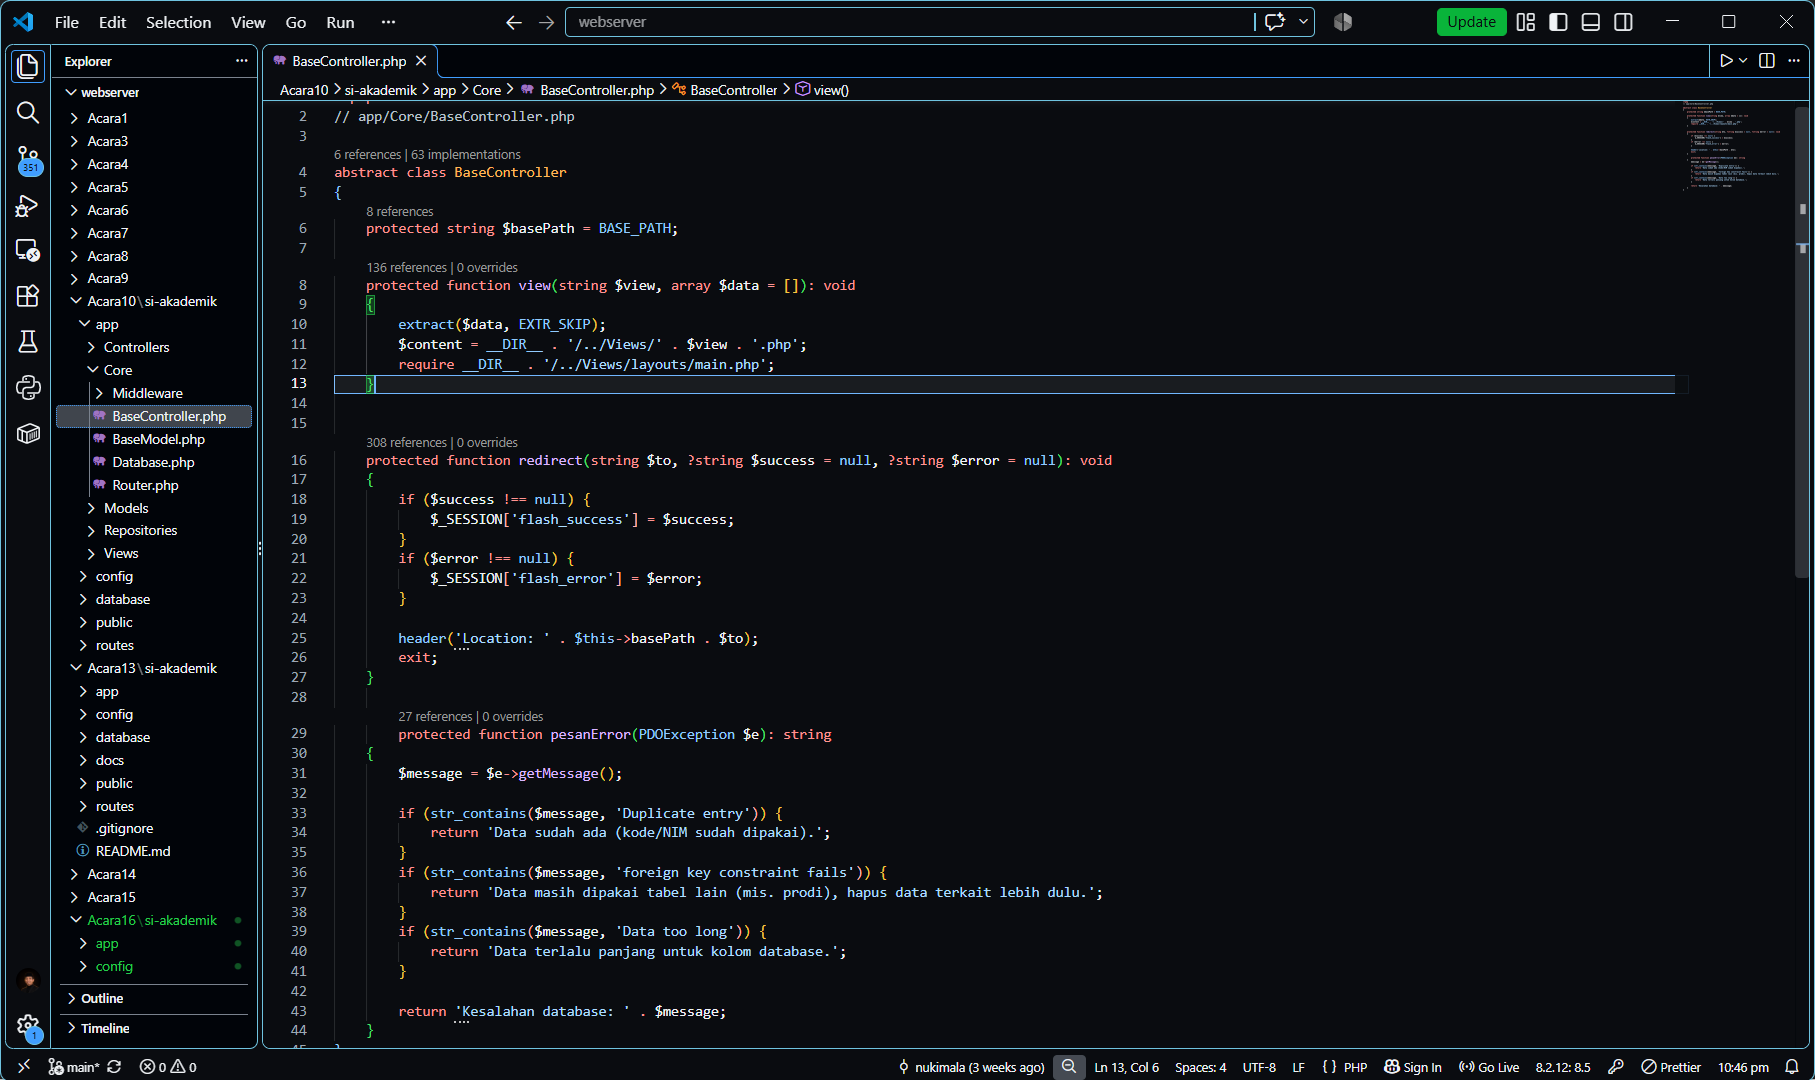 File Edit Selection View Go Run ··· webserver Update
Explorer ···
webserver
Acara1
Acara3
Acara4
Acara5
Acara6
Acara7
Acara8
Acara9
Acara10\si-akademik
app
Controllers
Core
Middleware
BaseController.php
BaseModel.php
Database.php
Router.php
Models
Repositories
Views
config
database
public
routes
Acara13\si-akademik
app
config
database
docs
public
routes
.gitignore
README.md
Acara14
Acara15
Acara16\si-akademik
app
config
Outline
Timeline
351
1
BaseController.php
Acara10 > si-akademik > app > Core > BaseController.php > BaseController > view()
2 // app/Core/BaseController.php
3
6 references | 63 implementations
4 abstract class BaseController
5 {
8 references
6 protected string $basePath = BASE_PATH;
7
136 references | 0 overrides
8 protected function view(string $view, array $data = []): void
9 {
10 extract($data, EXTR_SKIP);
11 $content = __DIR__ . '/../Views/' . $view . '.php';
12 require __DIR__ . '/../Views/layouts/main.php';
13 }
14
15
308 references | 0 overrides
16 protected function redirect(string $to, ?string $success = null, ?string $error = null): void
17 {
18 if ($success !== null) {
19 $_SESSION['flash_success'] = $success;
20 }
21 if ($error !== null) {
22 $_SESSION['flash_error'] = $error;
23 }
24
25 header('Location: ' . $this->basePath . $to);
26 exit;
27 }
28
27 references | 0 overrides
29 protected function pesanError(PDOException $e): string
30 {
31 $message = $e->getMessage();
32
33 if (str_contains($message, 'Duplicate entry')) {
34 return 'Data sudah ada (kode/NIM sudah dipakai).';
35 }
36 if (str_contains($message, 'foreign key constraint fails')) {
37 return 'Data masih dipakai tabel lain (mis. prodi), hapus data terkait lebih dulu.';
38 }
39 if (str_contains($message, 'Data too long')) {
40 return 'Data terlalu panjang untuk kolom database.';
41 }
42
43 return 'Kesalahan database: ' . $message;
44 }
main* 0 0 nukimala (3 weeks ago) Ln 13, Col 6 Spaces: 4 UTF-8 LF { } PHP Sign In Go Live 8.2.12: 8.5 Prettier 10:46 pm